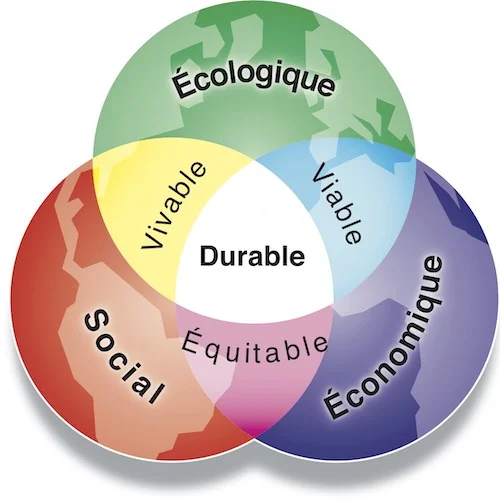 Écologique
Vivable
Viable
Durable
Social
Équitable
Économique